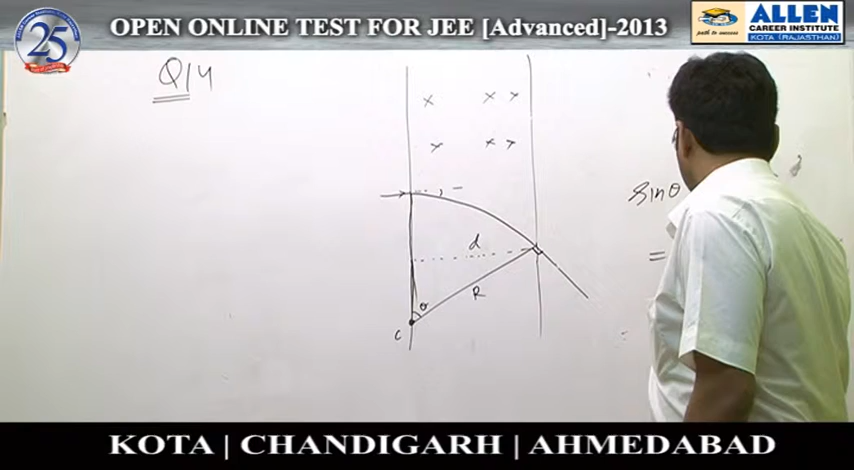 OPEN ONLINE TEST FOR JEE [Advanced]-2013
25
path to success
ALLEN
CAREER INSTITUTE
KOTA (RAJASTHAN)
Q14
x x x
x x x
d
R
θ
C
sinθ
=
KOTA | CHANDIGARH | AHMEDABAD